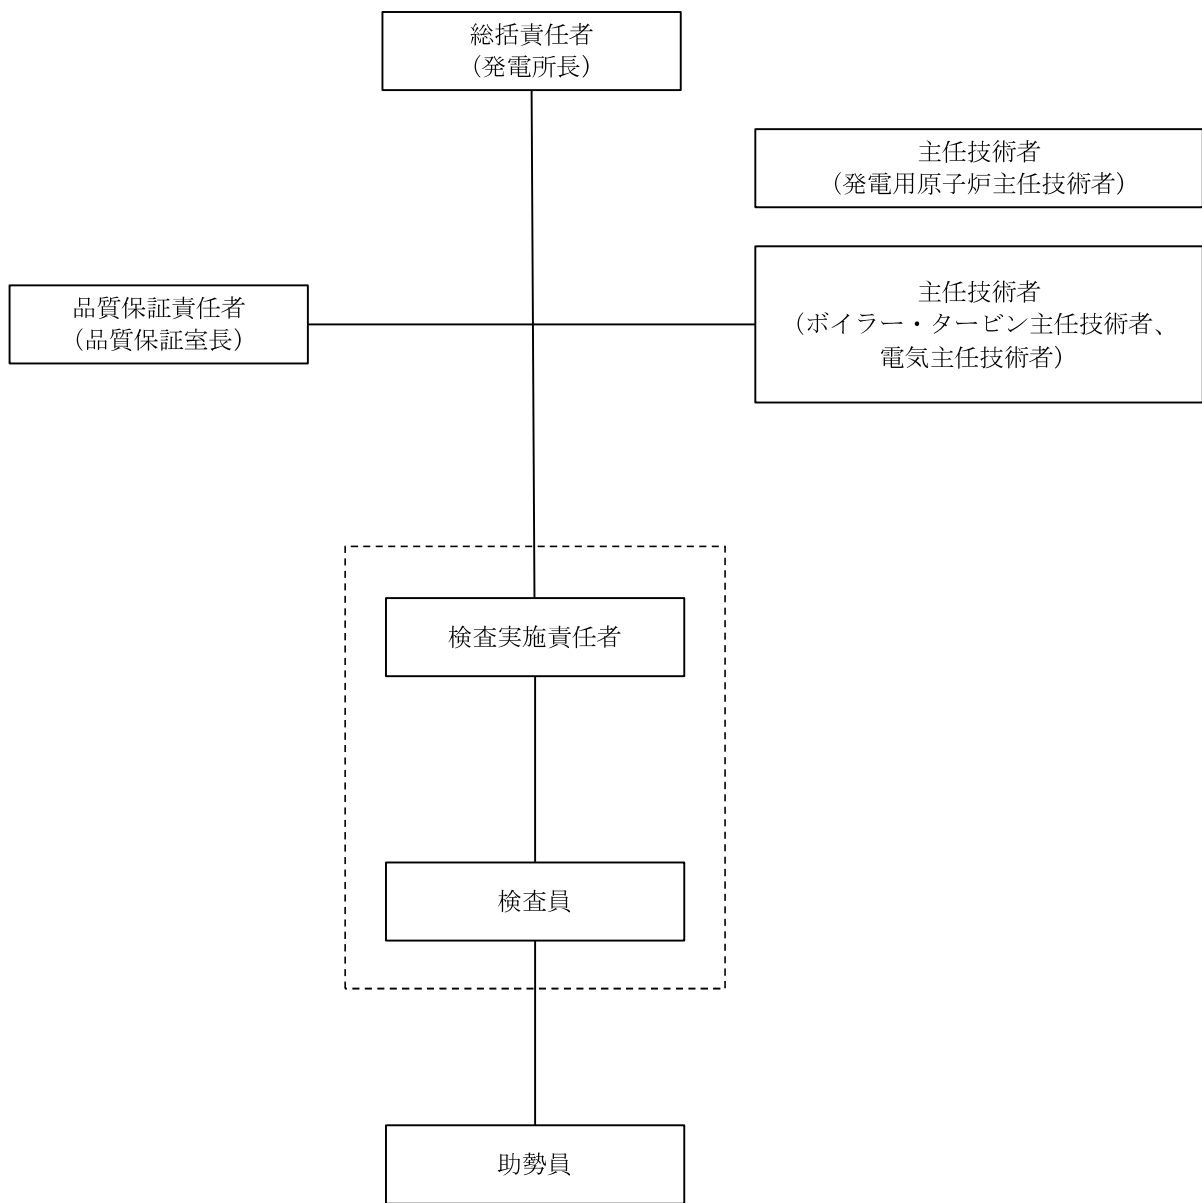 総括責任者
（発電所長）
主任技術者
（発電用原子炉主任技術者）
品質保証責任者
（品質保証室長）
主任技術者
（ボイラー・タービン主任技術者、
電気主任技術者）
検査実施責任者
検査員
助勢員